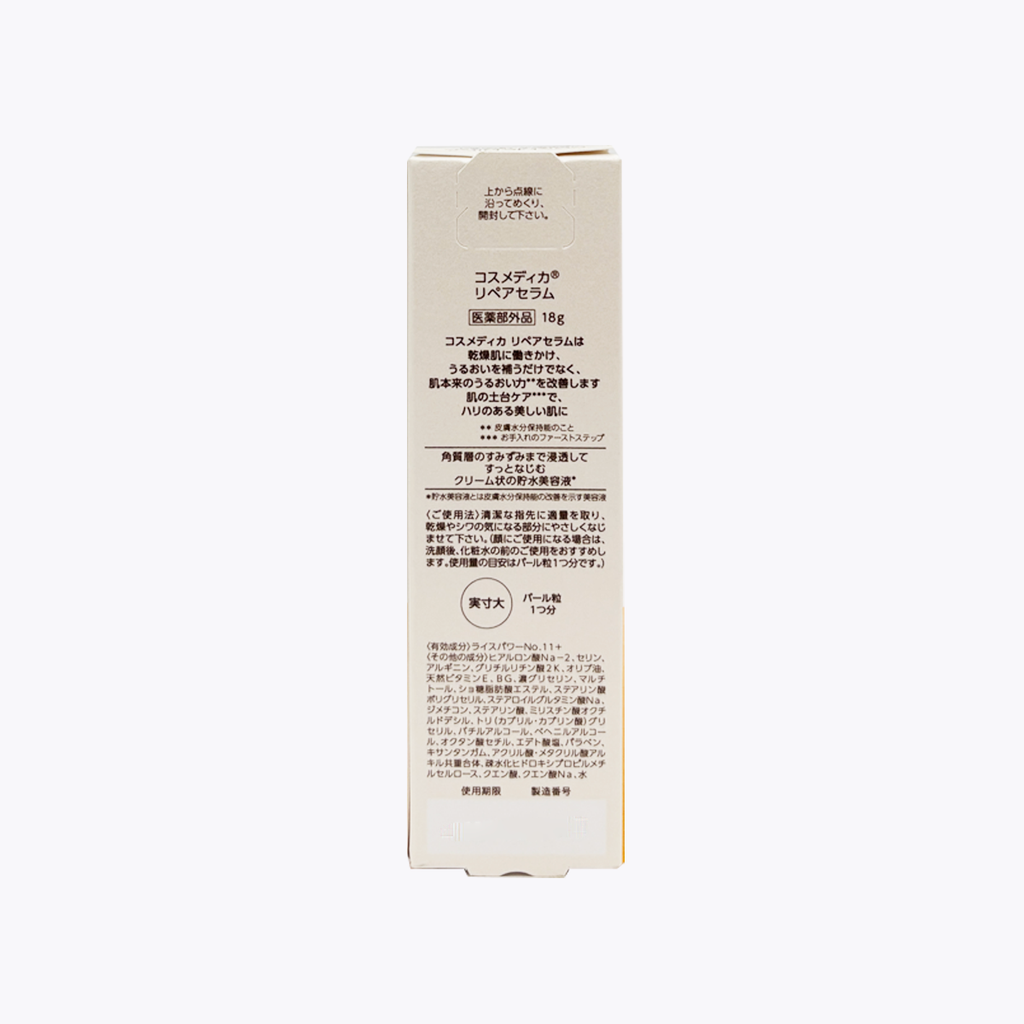 上から点線に
沿ってめくり、
開封して下さい。
コスメディカ®
リペアセラム
医薬部外品 18g
コスメディカ リペアセラムは
乾燥肌に働きかけ、
うるおいを補うだけでなく、
肌本来のうるおい力**を改善します
肌の土台ケア***で、
ハリのある美しい肌に
** 皮膚水分保持能のこと
*** お手入れのファーストステップ
角質層のすみずみまで浸透して
すっとなじむ
クリーム状の貯水美容液*
*貯水美容液とは皮膚水分保持能の改善を示す美容液
〈ご使用法〉清潔な指先に適量を取り、
乾燥やシワの気になる部分にやさしくなじ
ませて下さい。(顔にご使用になる場合は、
洗顔後、化粧水の前のご使用をおすすめし
ます。使用量の目安はパール粒1つ分です。)
実寸大
パール粒
1つ分
〈有効成分〉ライスパワーNo.11+
〈その他の成分〉ヒアルロン酸Na-2、セリン、
アルギニン、グリチルリチン酸2K、オリブ油、
天然ビタミンE、BG、濃グリセリン、マルチ
トール、ショ糖脂肪酸エステル、ステアリン酸
ポリグリセリル、ステアロイルグルタミン酸Na、
ジメチコン、ステアリン酸、ミリスチン酸オクチ
ルドデシル、トリ(カプリル・カプリン酸)グリ
セリル、バチルアルコール、ベヘニルアルコー
ル、オクタン酸セチル、エデト酸塩、パラベン、
キサンタンガム、アクリル酸・メタクリル酸アル
キル共重合体、疎水化ヒドロキシプロピルメチ
ルセルロース、クエン酸、クエン酸Na、水
使用期限 製造番号